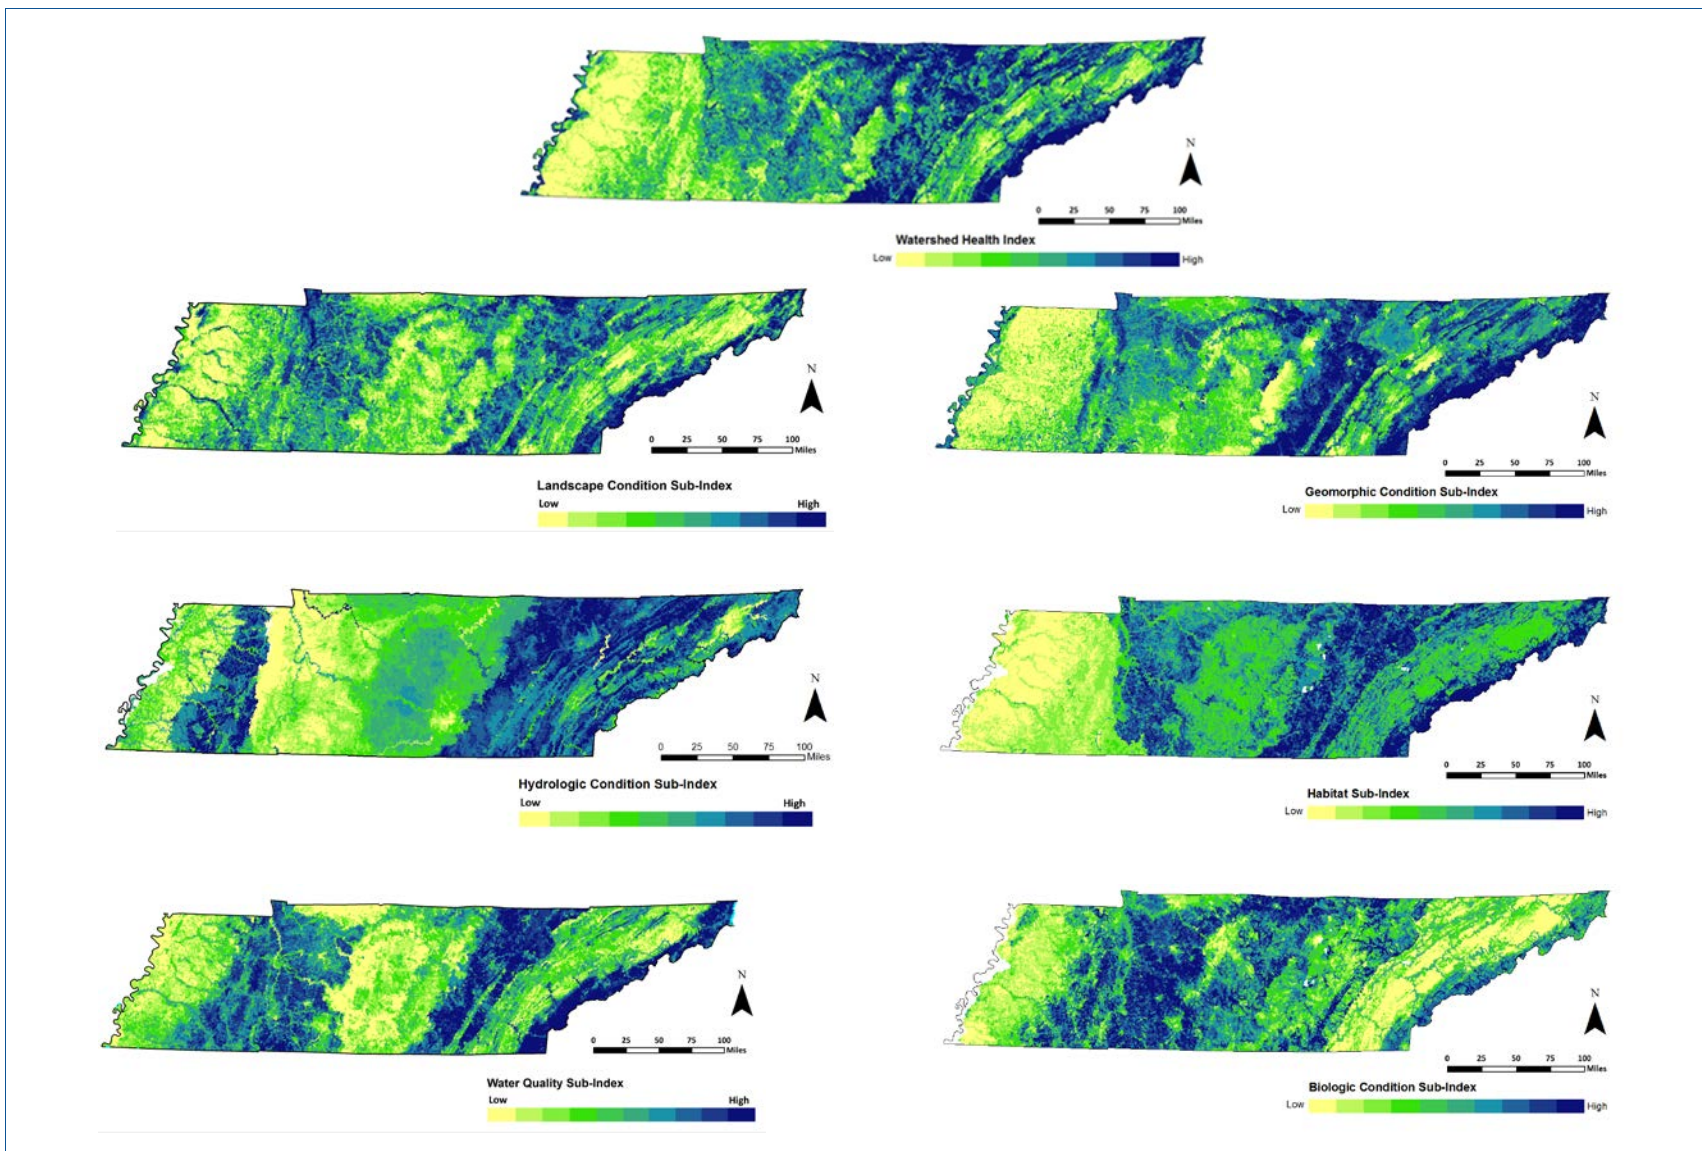 N
0 25 50 75 100
Miles
Watershed Health Index
Low High
N
0 25 50 75 100
Miles
Landscape Condition Sub-Index
Low High
N
0 25 50 75 100
Miles
Geomorphic Condition Sub-Index
Low High
N
0 25 50 75 100
Miles
Hydrologic Condition Sub-Index
Low High
N
0 25 50 75 100
Miles
Habitat Sub-Index
Low High
N
0 25 50 75 100
Miles
Water Quality Sub-Index
Low High
N
0 25 50 75 100
Miles
Biologic Condition Sub-Index
Low High